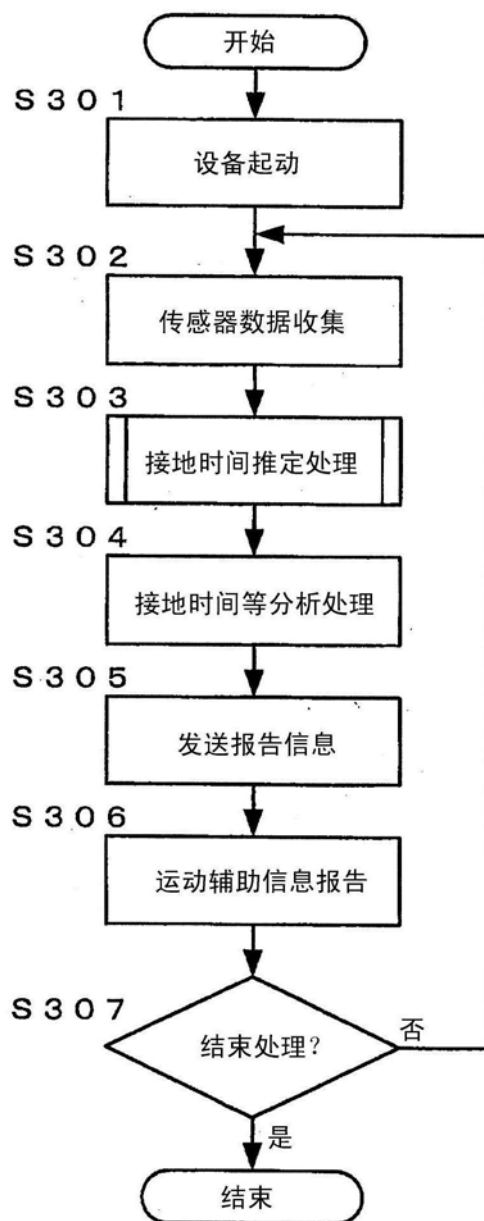 开始
S301
设备起动
S302
传感器数据收集
S303
接地时间推定处理
S304
接地时间等分析处理
S305
发送报告信息
S306
运动辅助信息报告
S307
结束处理?
否
是
结束